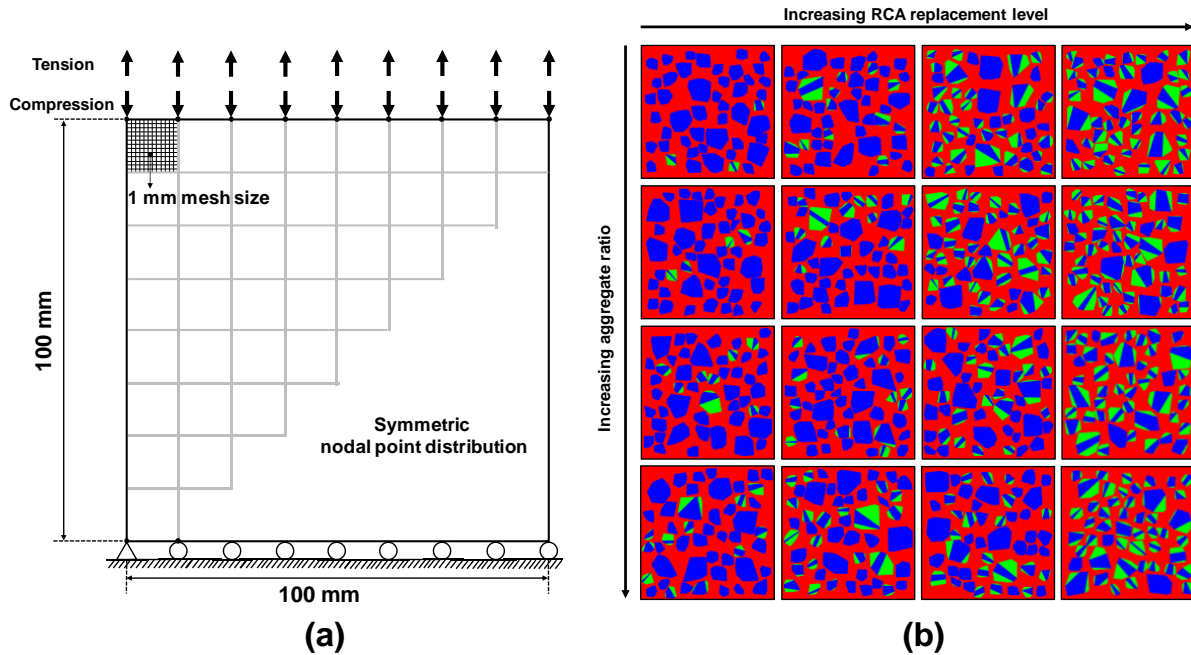 Tension
Compression
1 mm mesh size
100 mm
Symmetric
nodal point distribution
100 mm
(a)
Increasing RCA replacement level
Increasing aggregate ratio
(b)